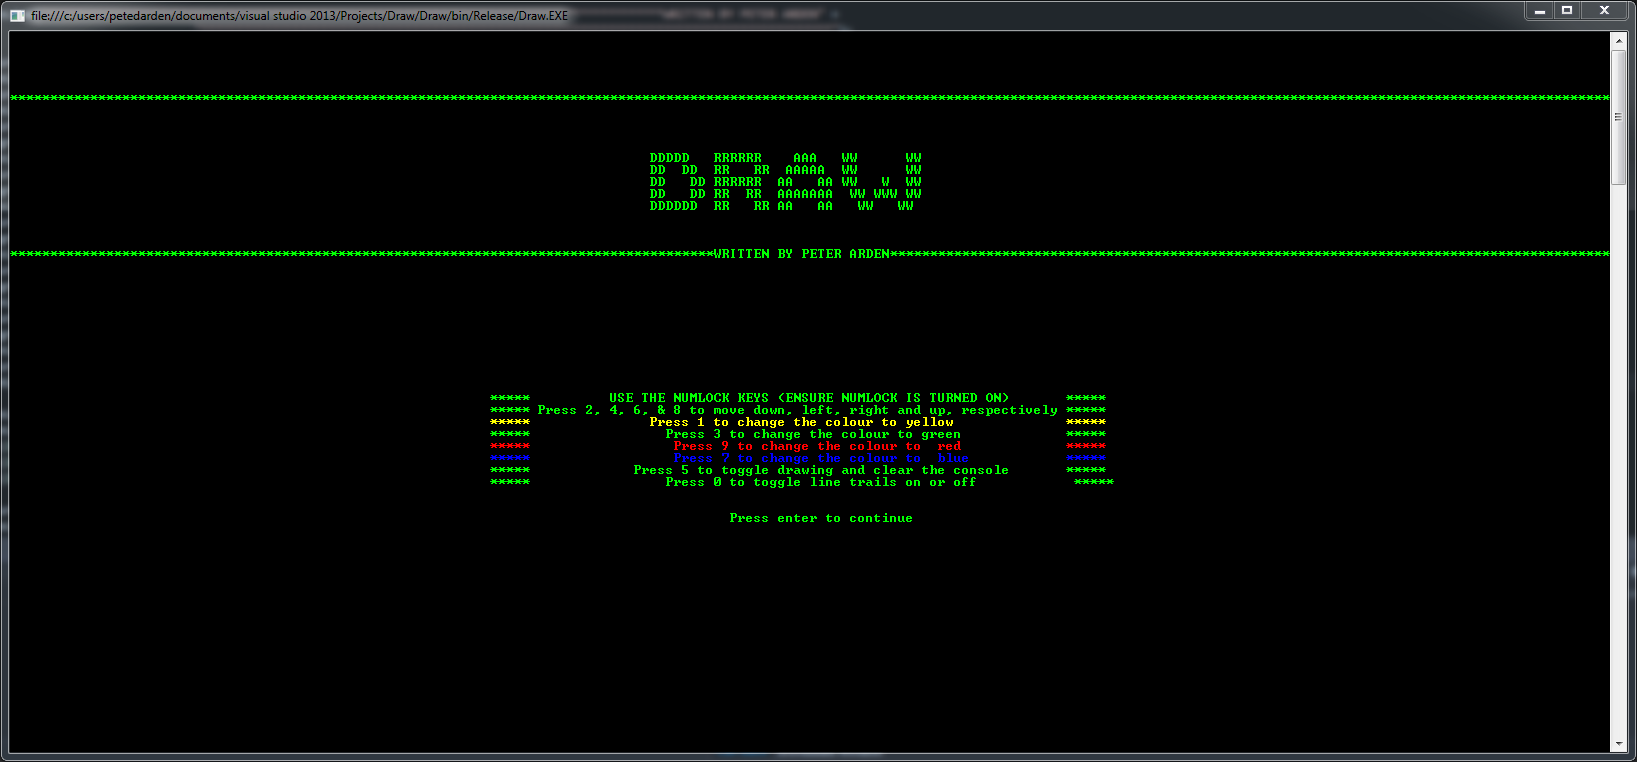 file:///c:/users/petedarden/documents/visual studio 2013/Projects/Draw/Draw/bin/Release/Draw.EXE
********************************************************************************************************************************************************************************************************
DDDDD   RRRRRR    AAA   WW      WW
DD  DD  RR   RR  AAAAA  WW      WW
DD   DD RRRRRR  AA   AA WW   W  WW
DD   DD RR  RR  AAAAAAA  WW WWW WW
DDDDDD  RR   RR AA   AA   WW   WW
****************************************************************************************WRITTEN BY PETER ARDEN******************************************************************************************
*****          USE THE NUMLOCK KEYS (ENSURE NUMLOCK IS TURNED ON)       *****
***** Press 2, 4, 6, & 8 to move down, left, right and up, respectively *****
*****               Press 1 to change the colour to yellow              *****
*****                 Press 3 to change the colour to green             *****
*****                  Press 9 to change the colour to  red             *****
*****                  Press 7 to change the colour to  blue            *****
*****             Press 5 to toggle drawing and clear the console       *****
*****                 Press 0 to toggle line trails on or off            *****
Press enter to continue